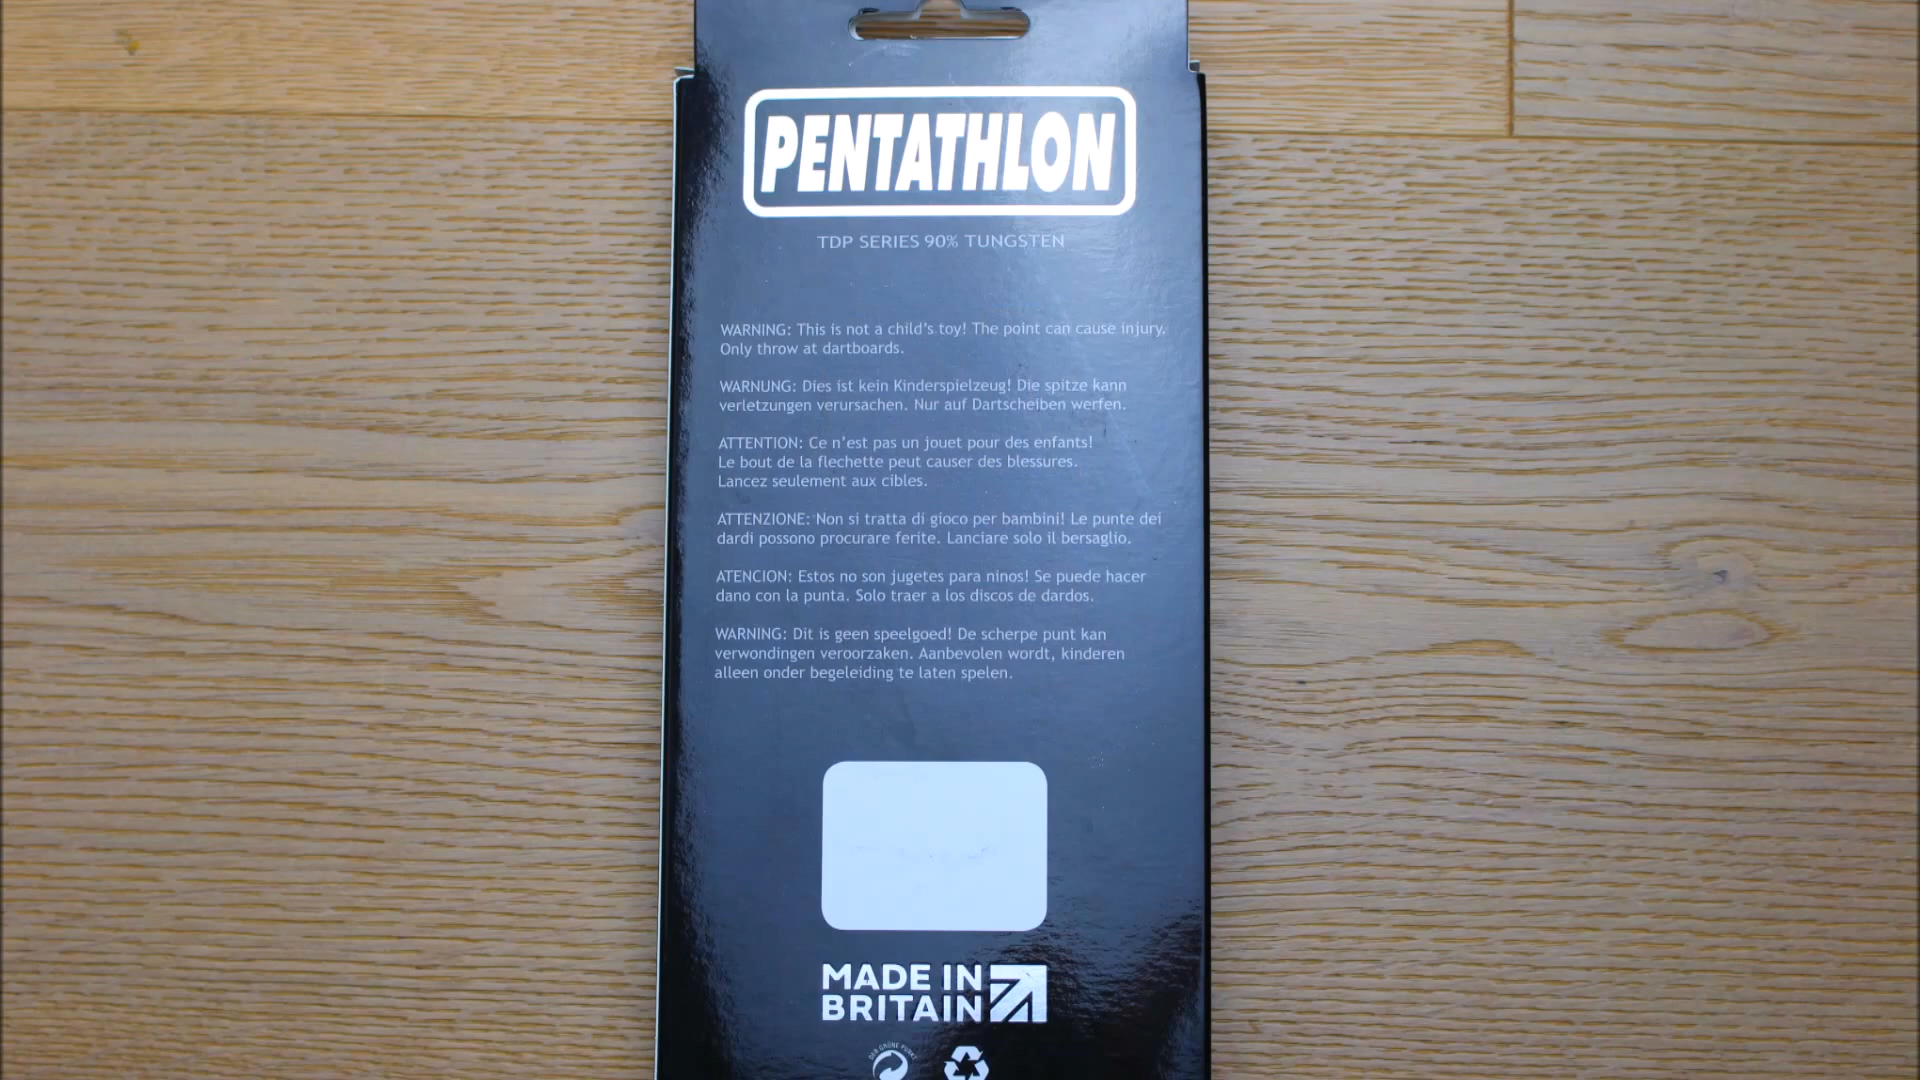 PENTATHLON
TDP SERIES 90% TUNGSTEN
WARNING: This is not a child's toy! The point can cause injury.
Only throw at dartboards.
WARNUNG: Dies ist kein Kinderspielzeug! Die spitze kann
verletzungen verursachen. Nur auf Dartscheiben werfen.
ATTENTION: Ce n'est pas un jouet pour des enfants!
Le bout de la flechette peut causer des blessures.
Lancez seulement aux cibles.
ATTENZIONE: Non si tratta di gioco per bambini! Le punte dei
dardi possono procurare ferite. Lanciare solo il bersaglio.
ATENCION: Estos no son jugetes para ninos! Se puede hacer
dano con la punta. Solo traer a los discos de dardos.
WARNING: Dit is geen speelgoed! De scherpe punt kan
verwondingen veroorzaken. Aanbevolen wordt, kinderen
alleen onder begeleiding te laten spelen.
MADE IN
BRITAIN
DER GRÜNE PUNKT